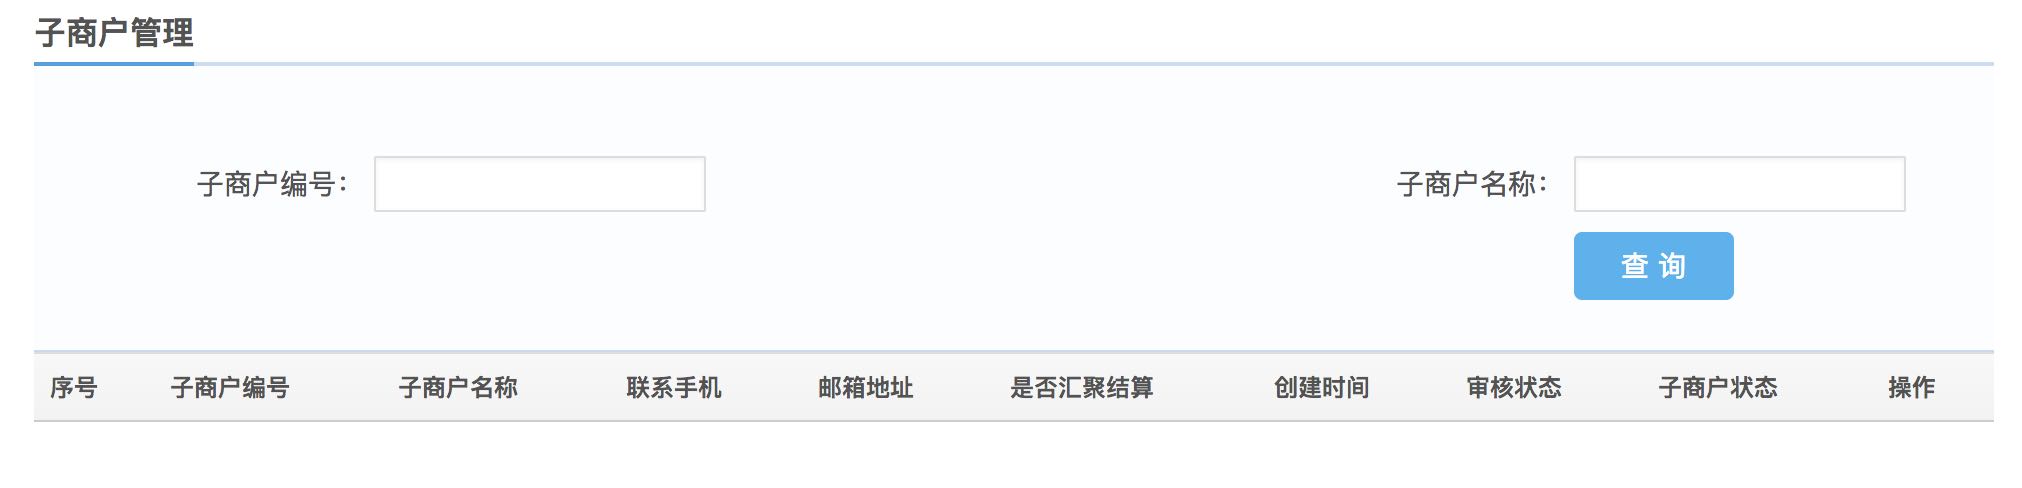 子商户管理
子商户编号： 子商户名称：
查 询
序号 子商户编号 子商户名称 联系手机 邮箱地址 是否汇聚结算 创建时间 审核状态 子商户状态 操作